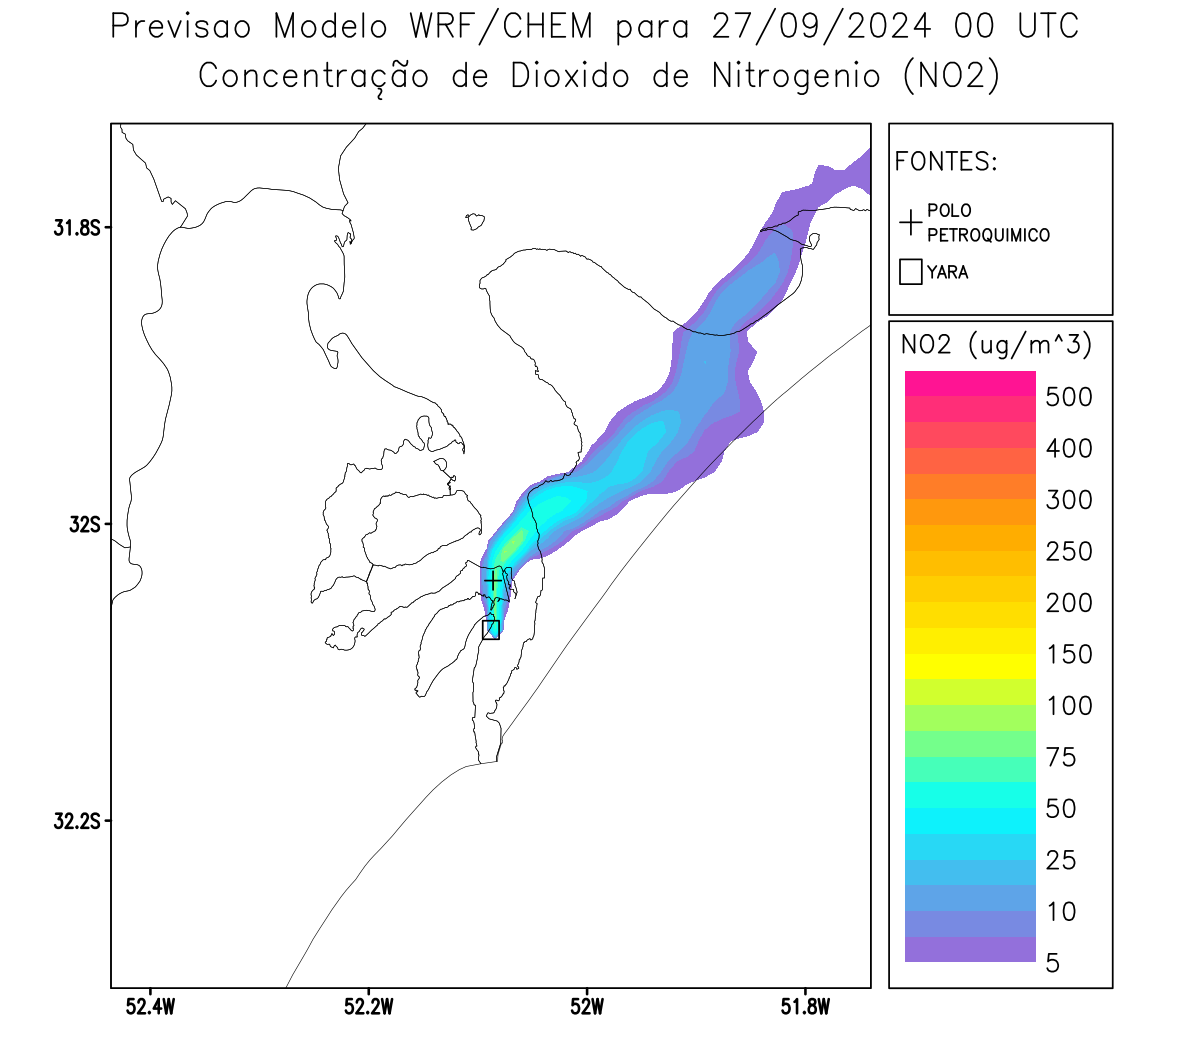 Previsao Modelo WRF/CHEM para 27/09/2024 00 UTC
Concentração de Dioxido de Nitrogenio (NO2)
FONTES:
POLO
PETROQUIMICO
YARA
NO2 (ug/m^3)
500
400
300
250
200
150
100
75
50
25
10
5
31.8S
32S
32.2S
52.4W
52.2W
52W
51.8W